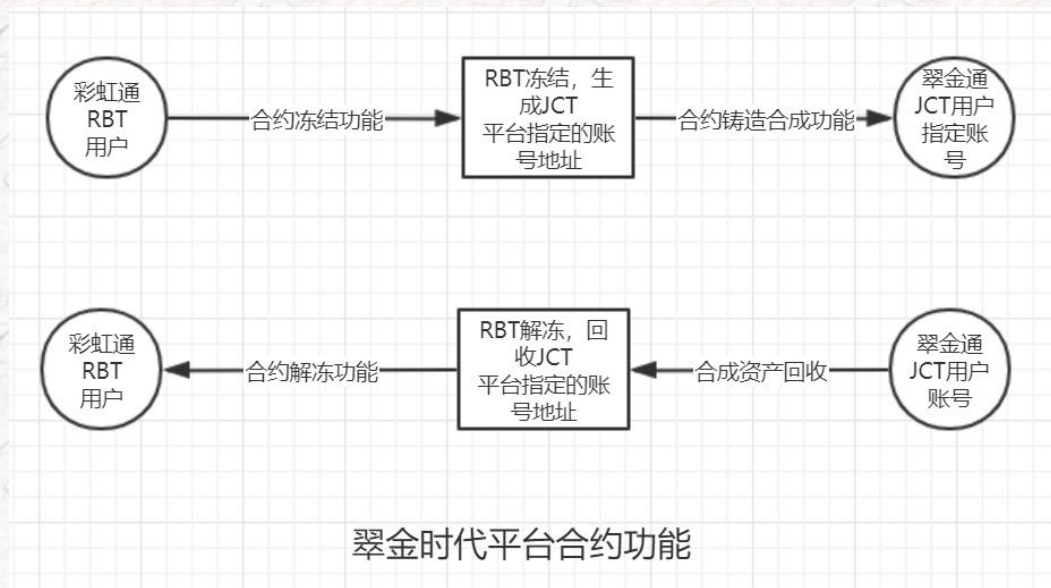 彩虹通
RBT
用户
合约冻结功能
RBT冻结，生
成JCT
平台指定的账
号地址
合约铸造合成功能
翠金通
JCT用户
指定账
号
彩虹通
RBT
用户
合约解冻功能
RBT解冻，回
收JCT
平台指定的账
号地址
合成资产回收
翠金通
JCT用户
账号
翠金时代平台合约功能